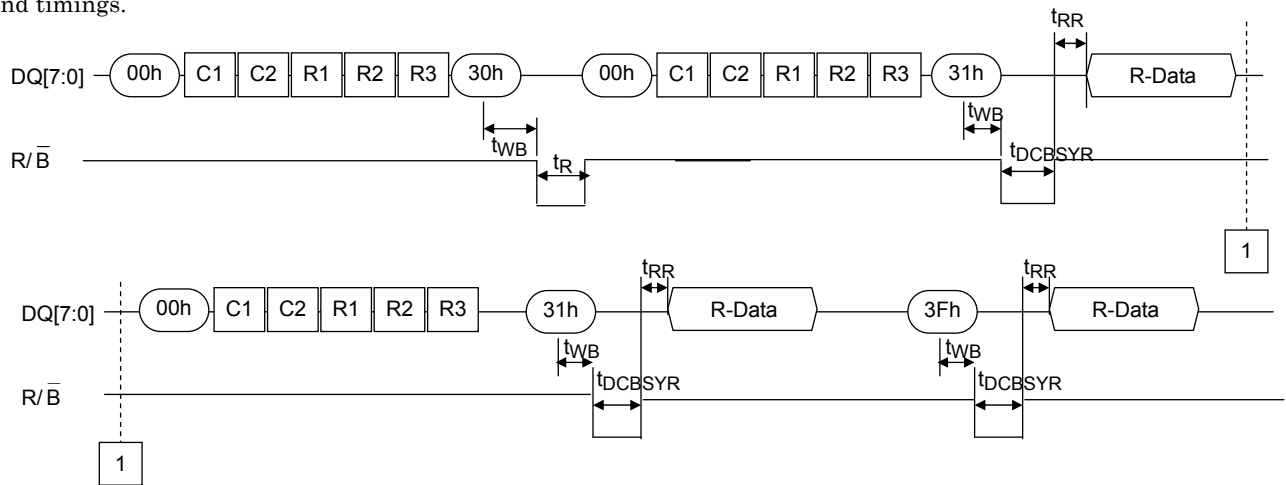 nd timings.
tRR
DQ[7:0] 00h C1 C2 R1 R2 R3 30h 00h C1 C2 R1 R2 R3 31h R-Data
tWB tWB
R/B̅ tR tDCBSYR
1
tRR tRR
DQ[7:0] 00h C1 C2 R1 R2 R3 31h R-Data 3Fh R-Data
tWB tWB
tDCBSYR tDCBSYR
R/B̅
1